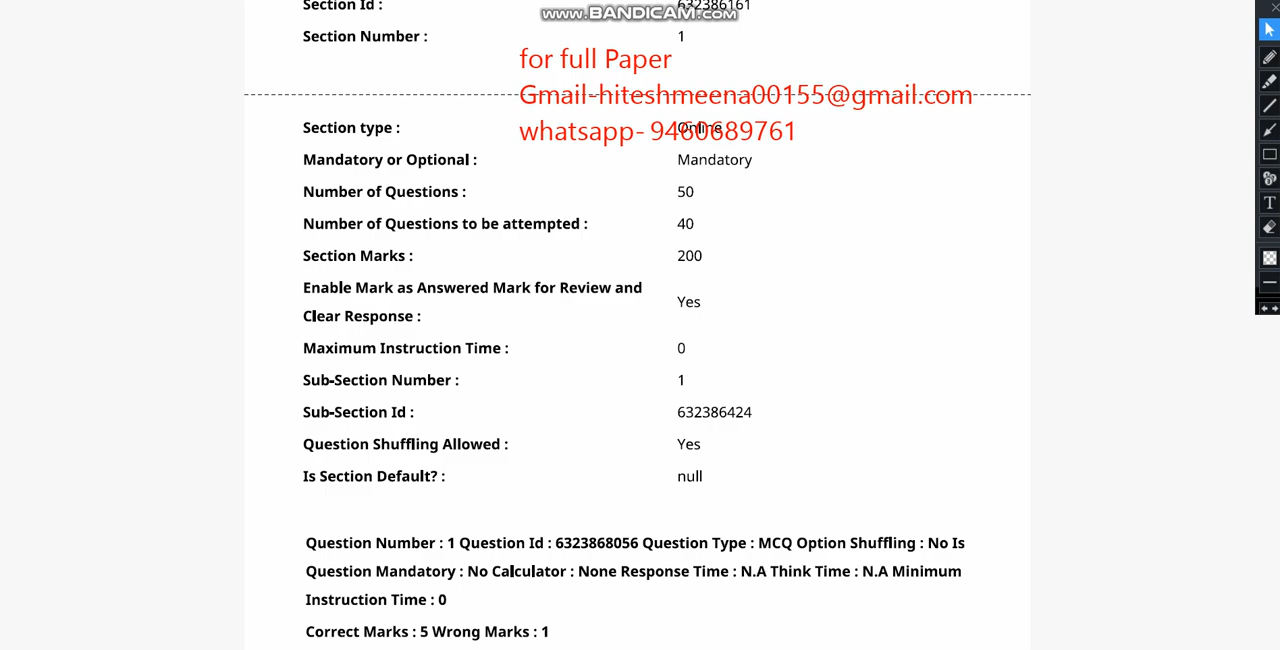 Section Id : 632386161
www.BANDICAM.com
Section Number : 1
for full Paper
Gmail-hiteshmeena00155@gmail.com
Section type : Online
whatsapp- 9460689761
Mandatory or Optional : Mandatory
Number of Questions : 50
Number of Questions to be attempted : 40
Section Marks : 200
Enable Mark as Answered Mark for Review and
Clear Response : Yes
Maximum Instruction Time : 0
Sub-Section Number : 1
Sub-Section Id : 632386424
Question Shuffling Allowed : Yes
Is Section Default? : null
Question Number : 1 Question Id : 6323868056 Question Type : MCQ Option Shuffling : No Is
Question Mandatory : No Calculator : None Response Time : N.A Think Time : N.A Minimum
Instruction Time : 0
Correct Marks : 5 Wrong Marks : 1